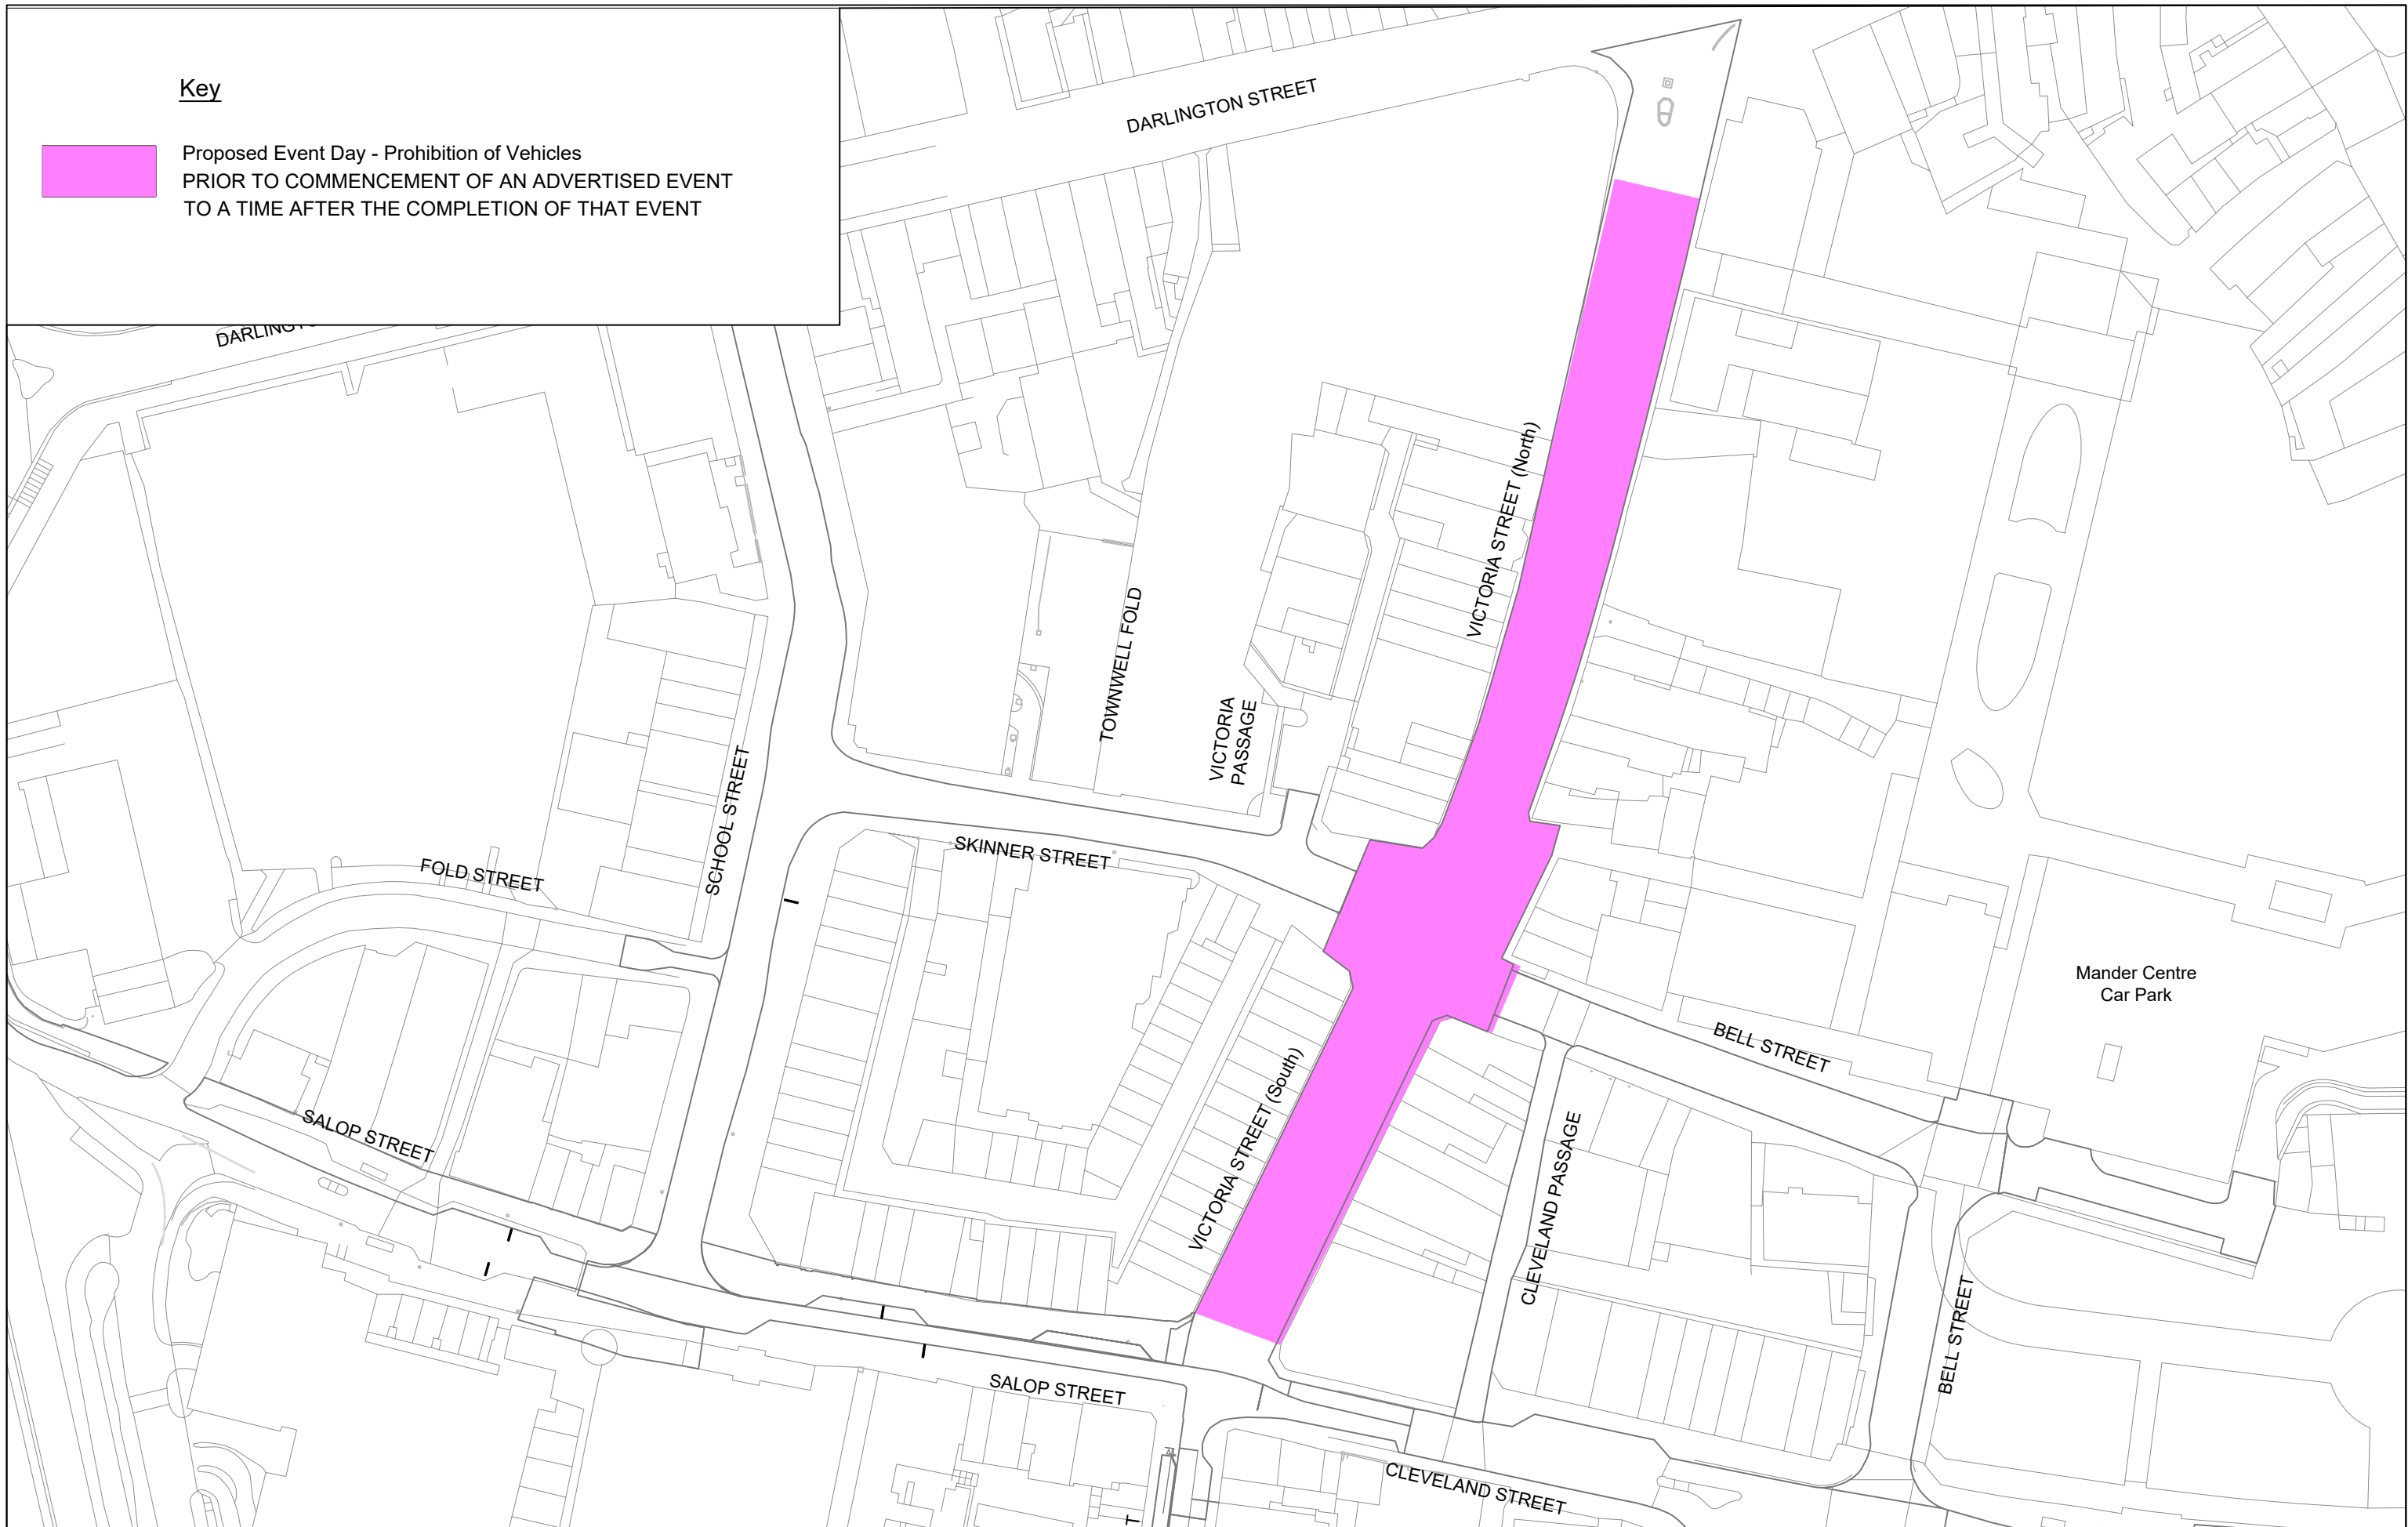 Key
Proposed Event Day - Prohibition of Vehicles
PRIOR TO COMMENCEMENT OF AN ADVERTISED EVENT
TO A TIME AFTER THE COMPLETION OF THAT EVENT
DARLINGTON STREET
VICTORIA STREET (North)
TOWNWELL FOLD
VICTORIA
PASSAGE
SCHOOL STREET
SKINNER STREET
FOLD STREET
Mander Centre
Car Park
BELL STREET
SALOP STREET
VICTORIA STREET (South)
CLEVELAND PASSAGE
BELL STREET
SALOP STREET
CLEVELAND STREET